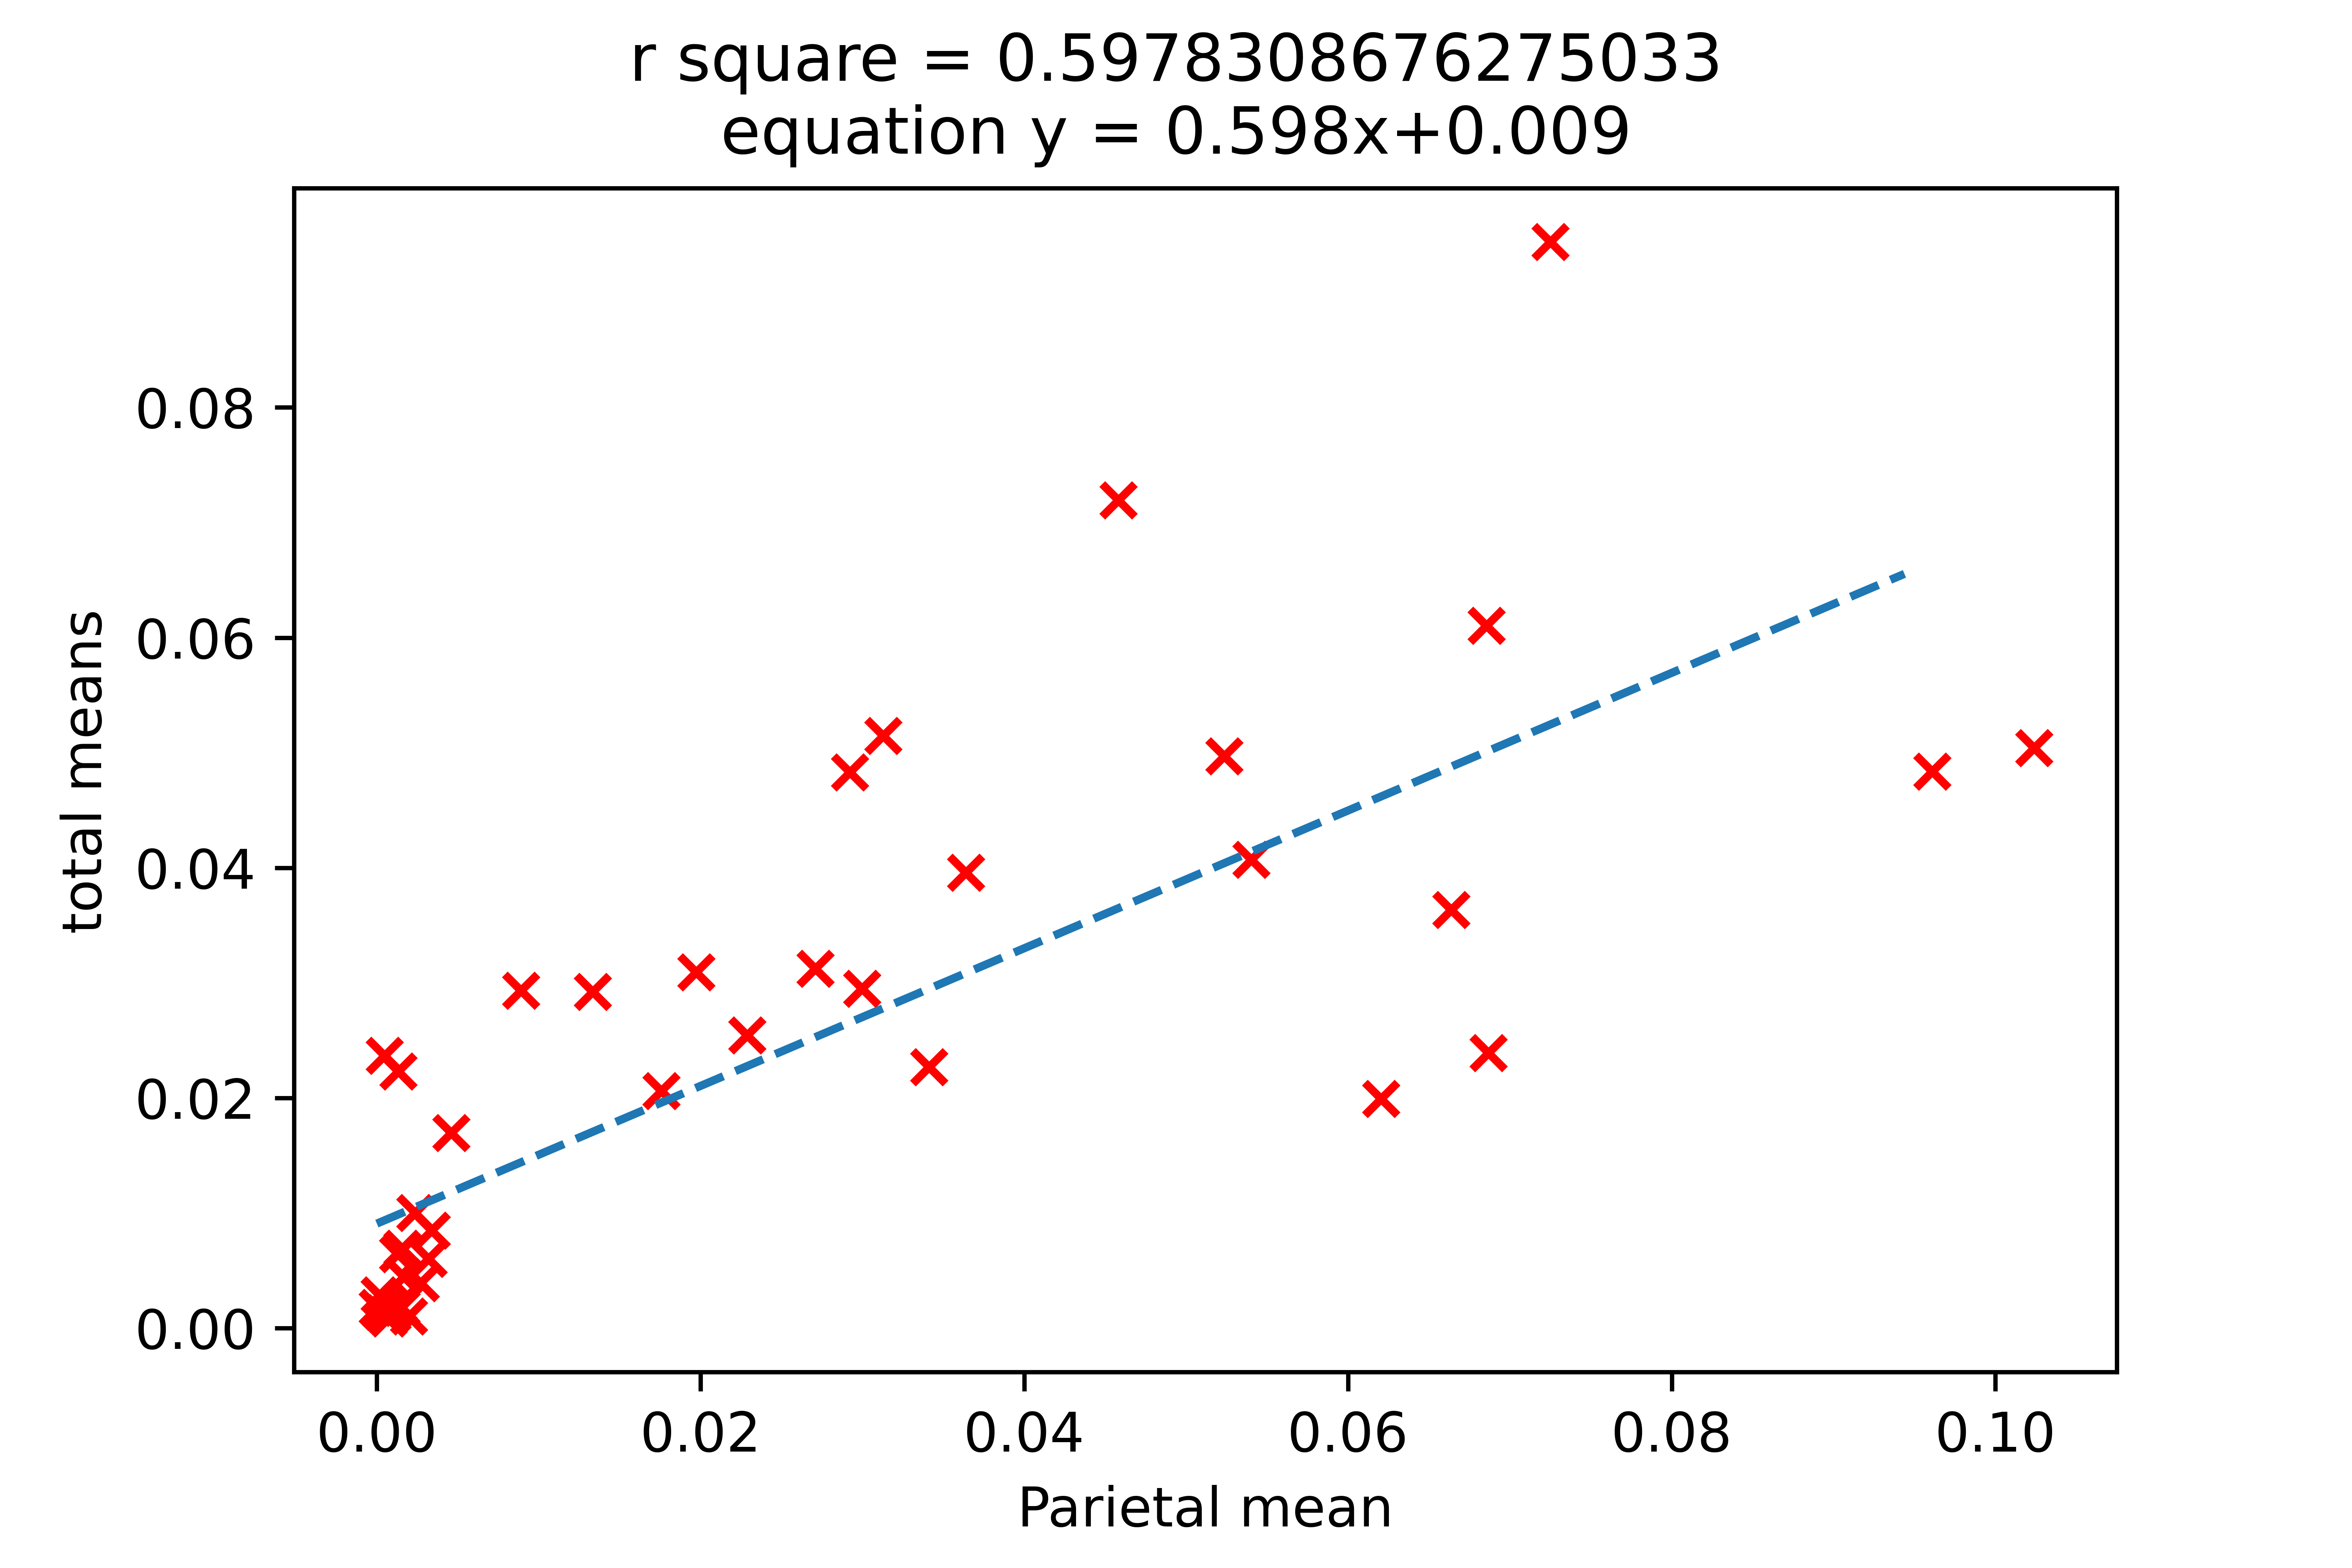 r square = 0.5978308676275033
equation y = 0.598x+0.009
total means
0.08
0.06
0.04
0.02
0.00
0.00 0.02 0.04 0.06 0.08 0.10
Parietal mean